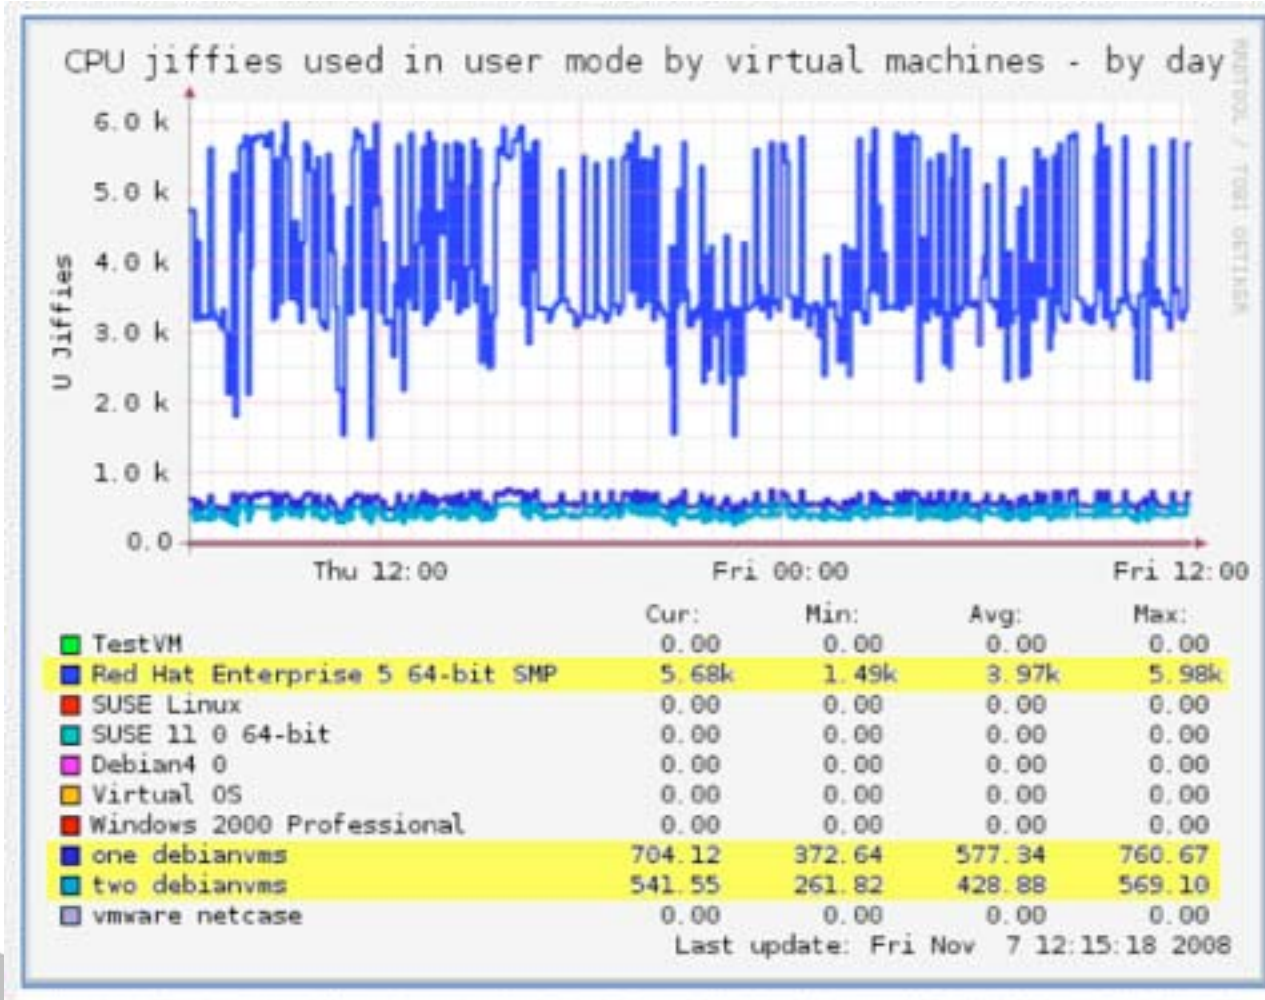 CPU jiffies used in user mode by virtual machines - by day
RRDTOOL / TOBI OETIKER
U Jiffies
6.0 k
5.0 k
4.0 k
3.0 k
2.0 k
1.0 k
0.0
Thu 12:00 Fri 00:00 Fri 12:00
Cur: Min: Avg: Max:
TestVM 0.00 0.00 0.00 0.00
Red Hat Enterprise 5 64-bit SMP 5.68k 1.49k 3.97k 5.98k
SUSE Linux 0.00 0.00 0.00 0.00
SUSE 11 0 64-bit 0.00 0.00 0.00 0.00
Debian4 0 0.00 0.00 0.00 0.00
Virtual OS 0.00 0.00 0.00 0.00
Windows 2000 Professional 0.00 0.00 0.00 0.00
one debianvms 704.12 372.64 577.34 760.67
two debianvms 541.55 261.82 428.88 569.10
vmware netcase 0.00 0.00 0.00 0.00
Last update: Fri Nov 7 12:15:18 2008